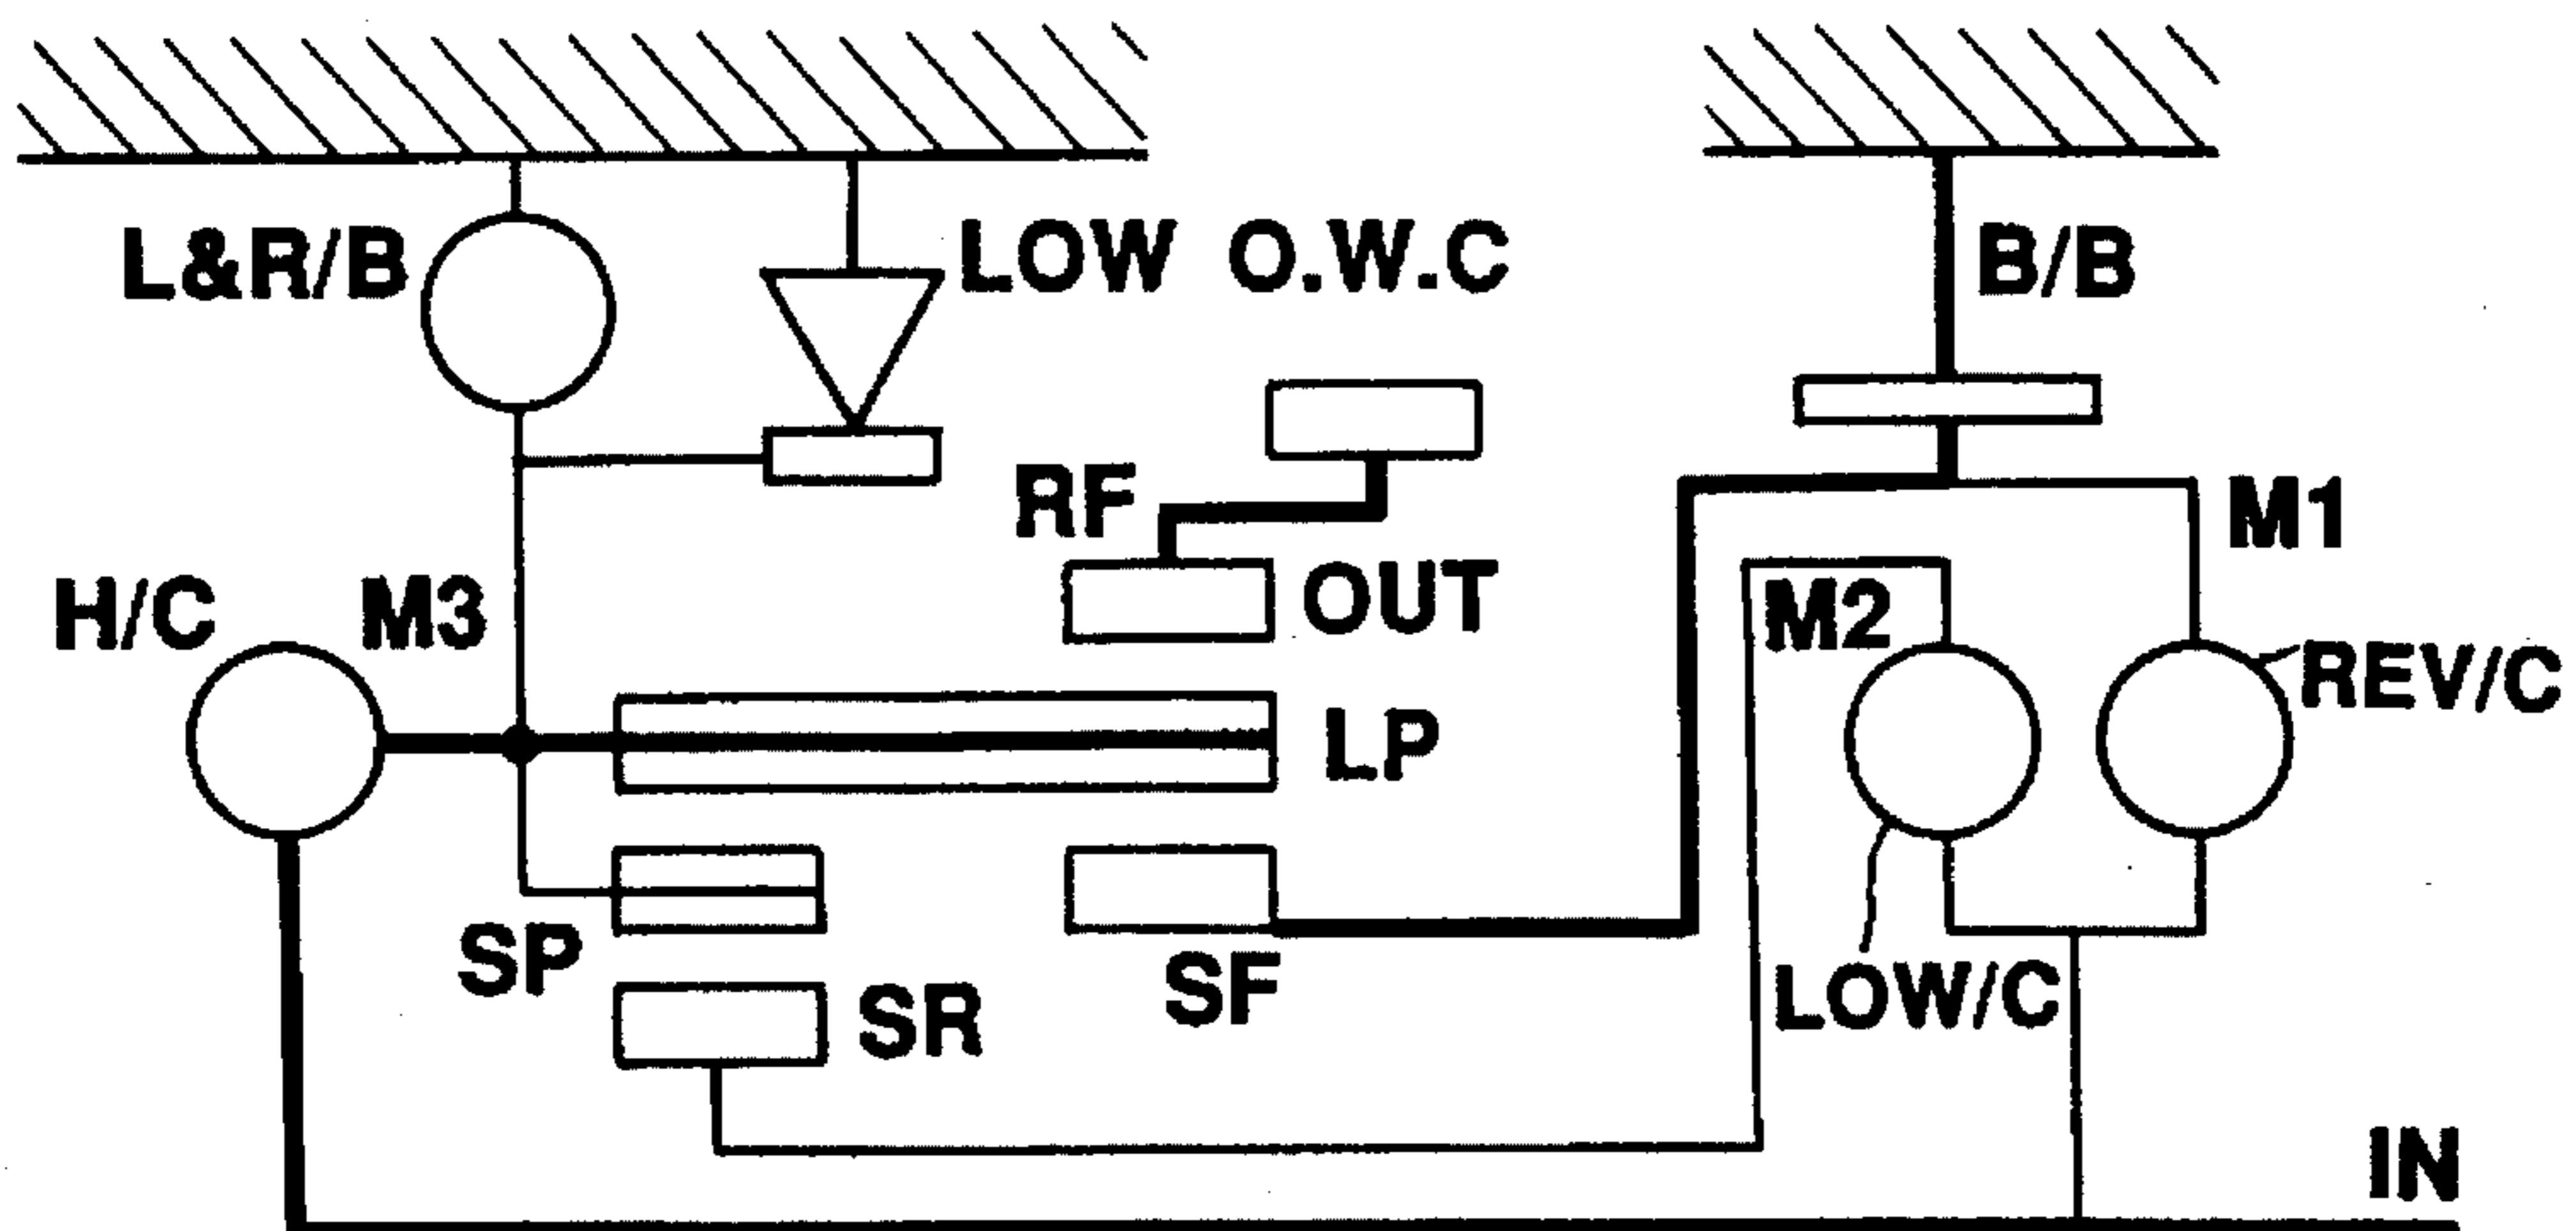 L&R/B
LOW O.W.C
B/B
RF
M1
H/C
M3
OUT
M2
REV/C
LP
SP
SF
SR
LOW/C
IN